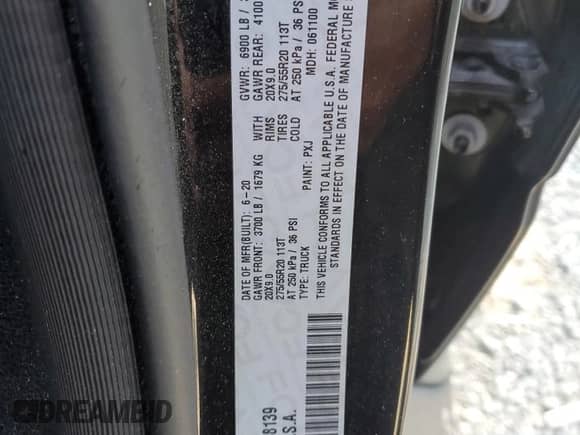 DATE OF MFR(BUILT): 6-20 GVWR: 6900 LB /
GAWR FRONT: 3700 LB / 1679 KG WITH GAWR REAR: 4100
20X9.0 RIMS 20X9.0
275/55R20 113T TIRES 275/55R20 113T
AT 250 kPa / 36 PSI COLD AT 250 kPa / 36 PS
TYPE: TRUCK PAINT: PXJ MDH: 061100
THIS VEHICLE CONFORMS TO ALL APPLICABLE U.S.A. FEDERAL M
STANDARDS IN EFFECT ON THE DATE OF MANUFACTURE
8139
S.A.
DREAMBID